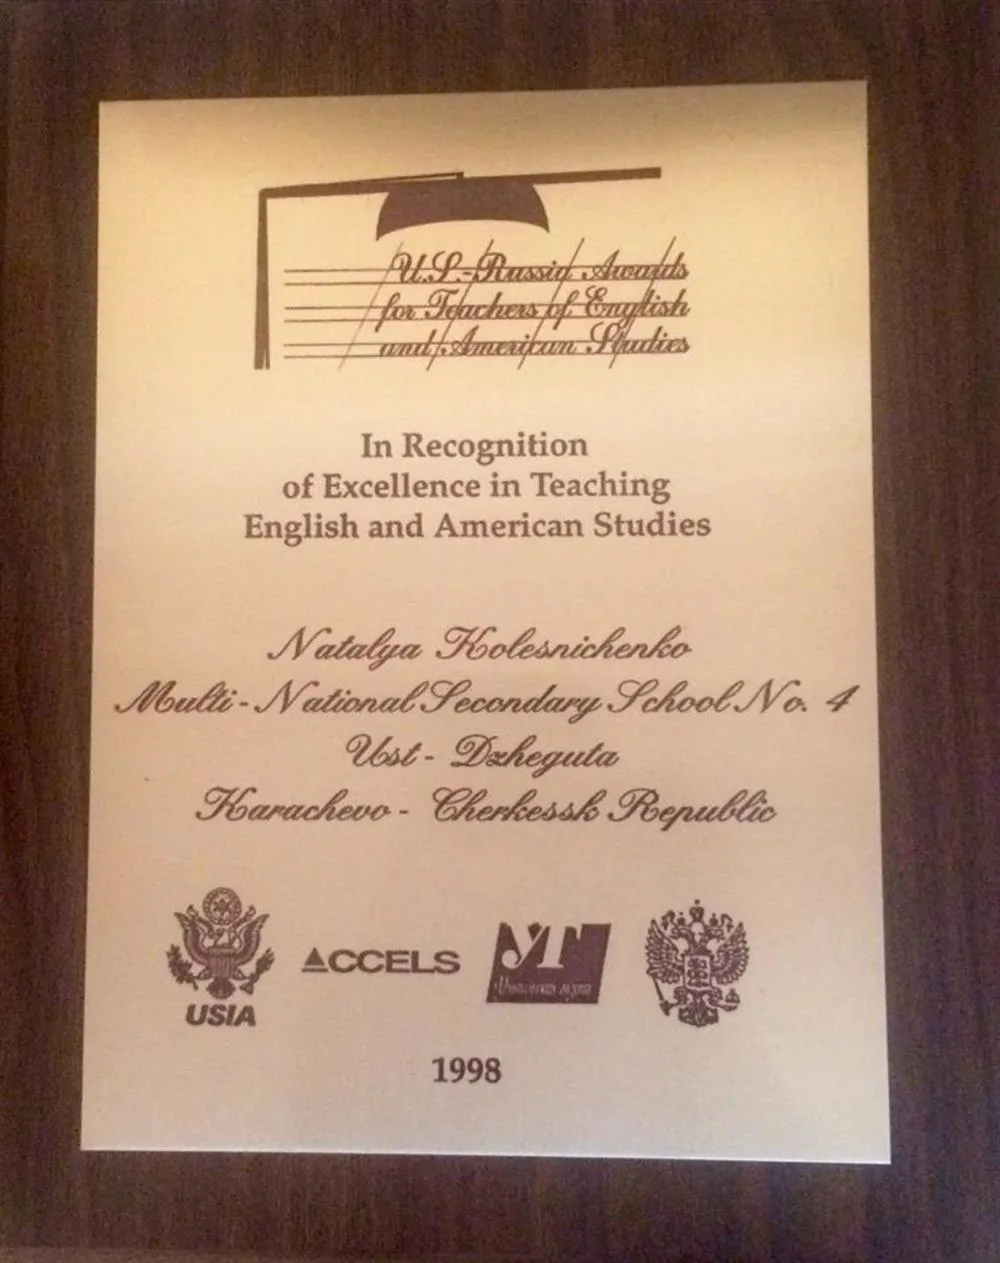 U.S.-Russia Awards
for Teachers of English
and American Studies
In Recognition
of Excellence in Teaching
English and American Studies
Natalya Kolesnichenko
Multi-National Secondary School No. 4
Ust - Dzheguta
Karachevo - Cherkessk Republic
USIA
ACCELS
УГ
1998